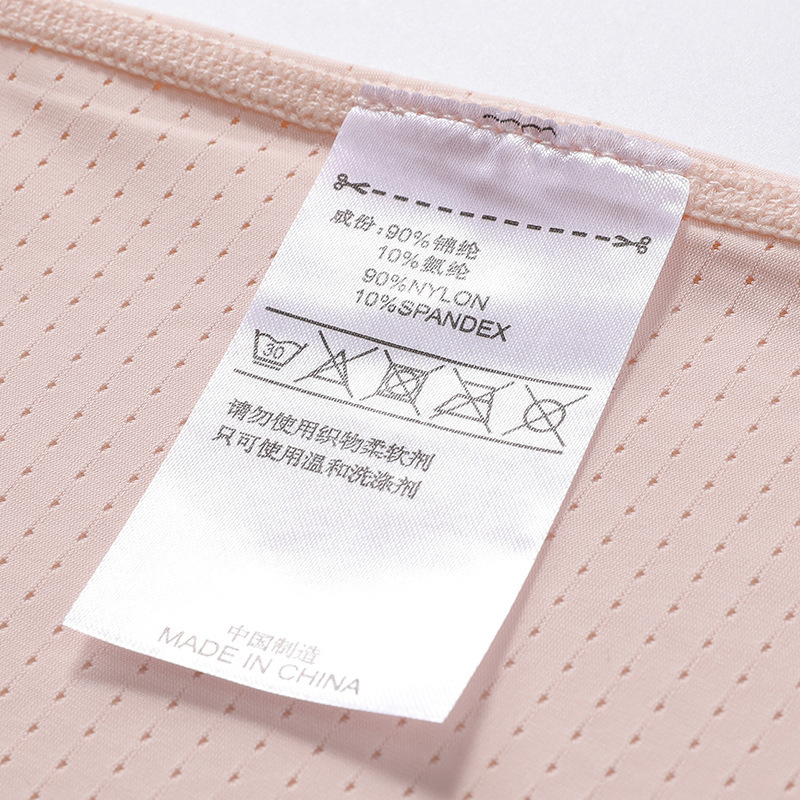 成份:90%锦纶
10%氨纶
90%NYLON
10%SPANDEX
30
请勿使用织物柔软剂
只可使用温和洗涤剂
中国制造
MADE IN CHINA